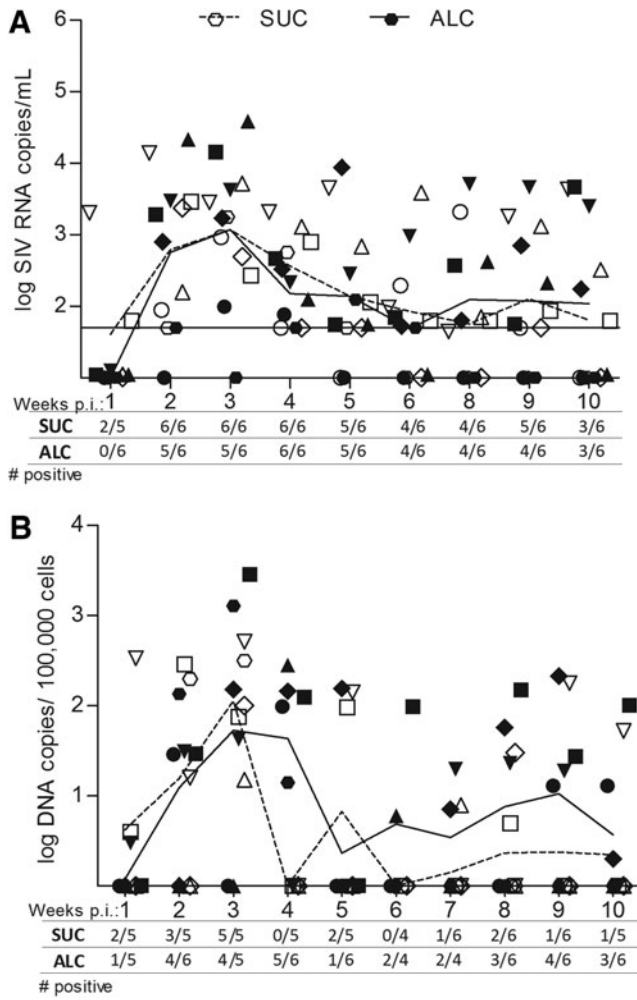 A
SUC ALC
log SIV RNA copies/mL
6
5
4
3
2
1
Weeks p.i.: 1 2 3 4 5 6 8 9 10
SUC 2/5 6/6 6/6 6/6 5/6 4/6 4/6 5/6 3/6
ALC 0/6 5/6 5/6 6/6 5/6 4/6 4/6 4/6 3/6
# positive
B
log DNA copies/ 100,000 cells
4
3
2
1
Weeks p.i.: 1 2 3 4 5 6 7 8 9 10
SUC 2/5 3/5 5/5 0/5 2/5 0/4 1/6 2/6 1/6 1/5
ALC 1/5 4/6 4/5 5/6 1/6 2/4 2/4 3/6 4/6 3/6
# positive